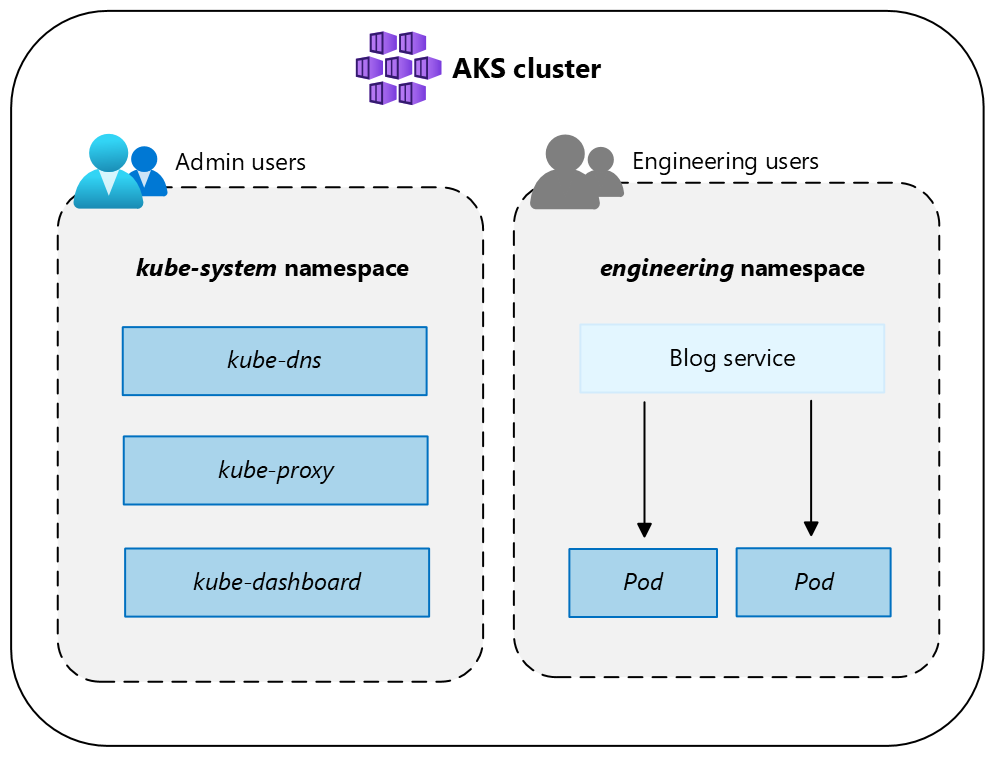 AKS cluster
Admin users
kube-system namespace
kube-dns
kube-proxy
kube-dashboard
Engineering users
engineering namespace
Blog service
Pod
Pod